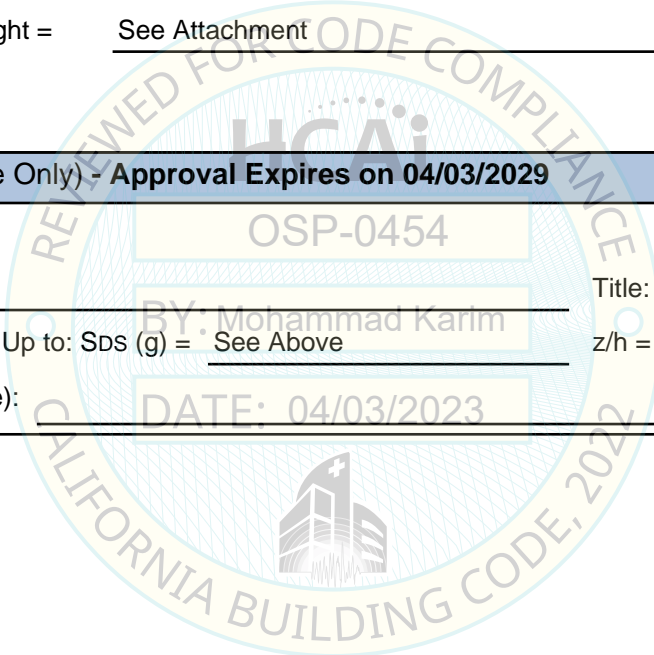 ght = See Attachment
REVIEWED FOR CODE COMPLIANCE
HCAi
e Only) - Approval Expires on 04/03/2029
OSP-0454
Title:
BY: Mohammad Karim
Up to: SDS (g) = See Above z/h =
e):
DATE: 04/03/2023
CALIFORNIA BUILDING CODE, 2022